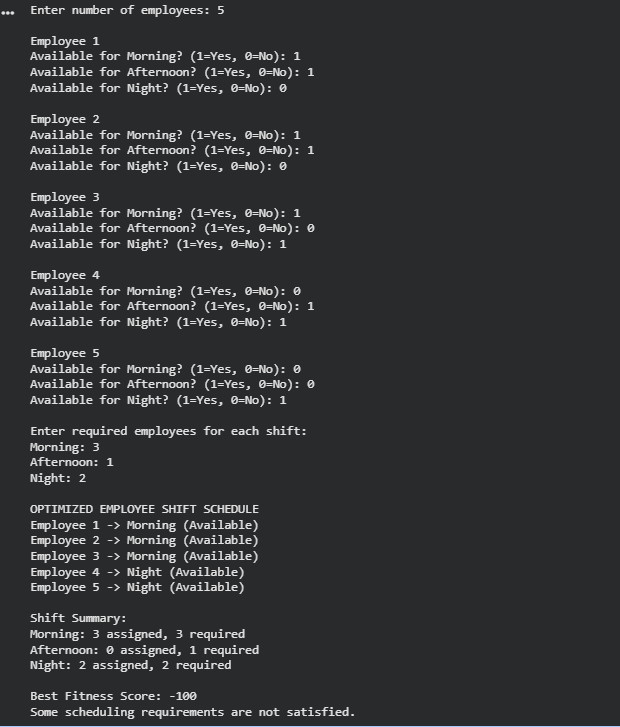 Enter number of employees: 5
Employee 1
Available for Morning? (1=Yes, 0=No): 1
Available for Afternoon? (1=Yes, 0=No): 1
Available for Night? (1=Yes, 0=No): 0
Employee 2
Available for Morning? (1=Yes, 0=No): 1
Available for Afternoon? (1=Yes, 0=No): 1
Available for Night? (1=Yes, 0=No): 0
Employee 3
Available for Morning? (1=Yes, 0=No): 1
Available for Afternoon? (1=Yes, 0=No): 0
Available for Night? (1=Yes, 0=No): 1
Employee 4
Available for Morning? (1=Yes, 0=No): 0
Available for Afternoon? (1=Yes, 0=No): 1
Available for Night? (1=Yes, 0=No): 1
Employee 5
Available for Morning? (1=Yes, 0=No): 0
Available for Afternoon? (1=Yes, 0=No): 0
Available for Night? (1=Yes, 0=No): 1
Enter required employees for each shift:
Morning: 3
Afternoon: 1
Night: 2
OPTIMIZED EMPLOYEE SHIFT SCHEDULE
Employee 1 -> Morning (Available)
Employee 2 -> Morning (Available)
Employee 3 -> Morning (Available)
Employee 4 -> Night (Available)
Employee 5 -> Night (Available)
Shift Summary:
Morning: 3 assigned, 3 required
Afternoon: 0 assigned, 1 required
Night: 2 assigned, 2 required
Best Fitness Score: -100
Some scheduling requirements are not satisfied.